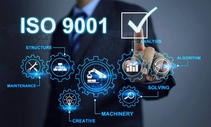 ISO 9001
ANALYSIS
STRUCTURE
ALGORITHM
MAINTENANCE
SOLVING
MACHINERY
CREATIVE